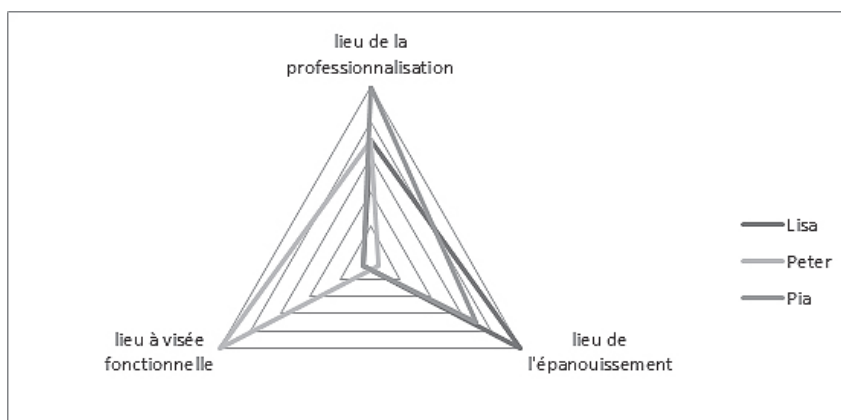 lieu de la
professionnalisation
Lisa
Peter
Pia
lieu à visée
fonctionnelle
lieu de
l'épanouissement